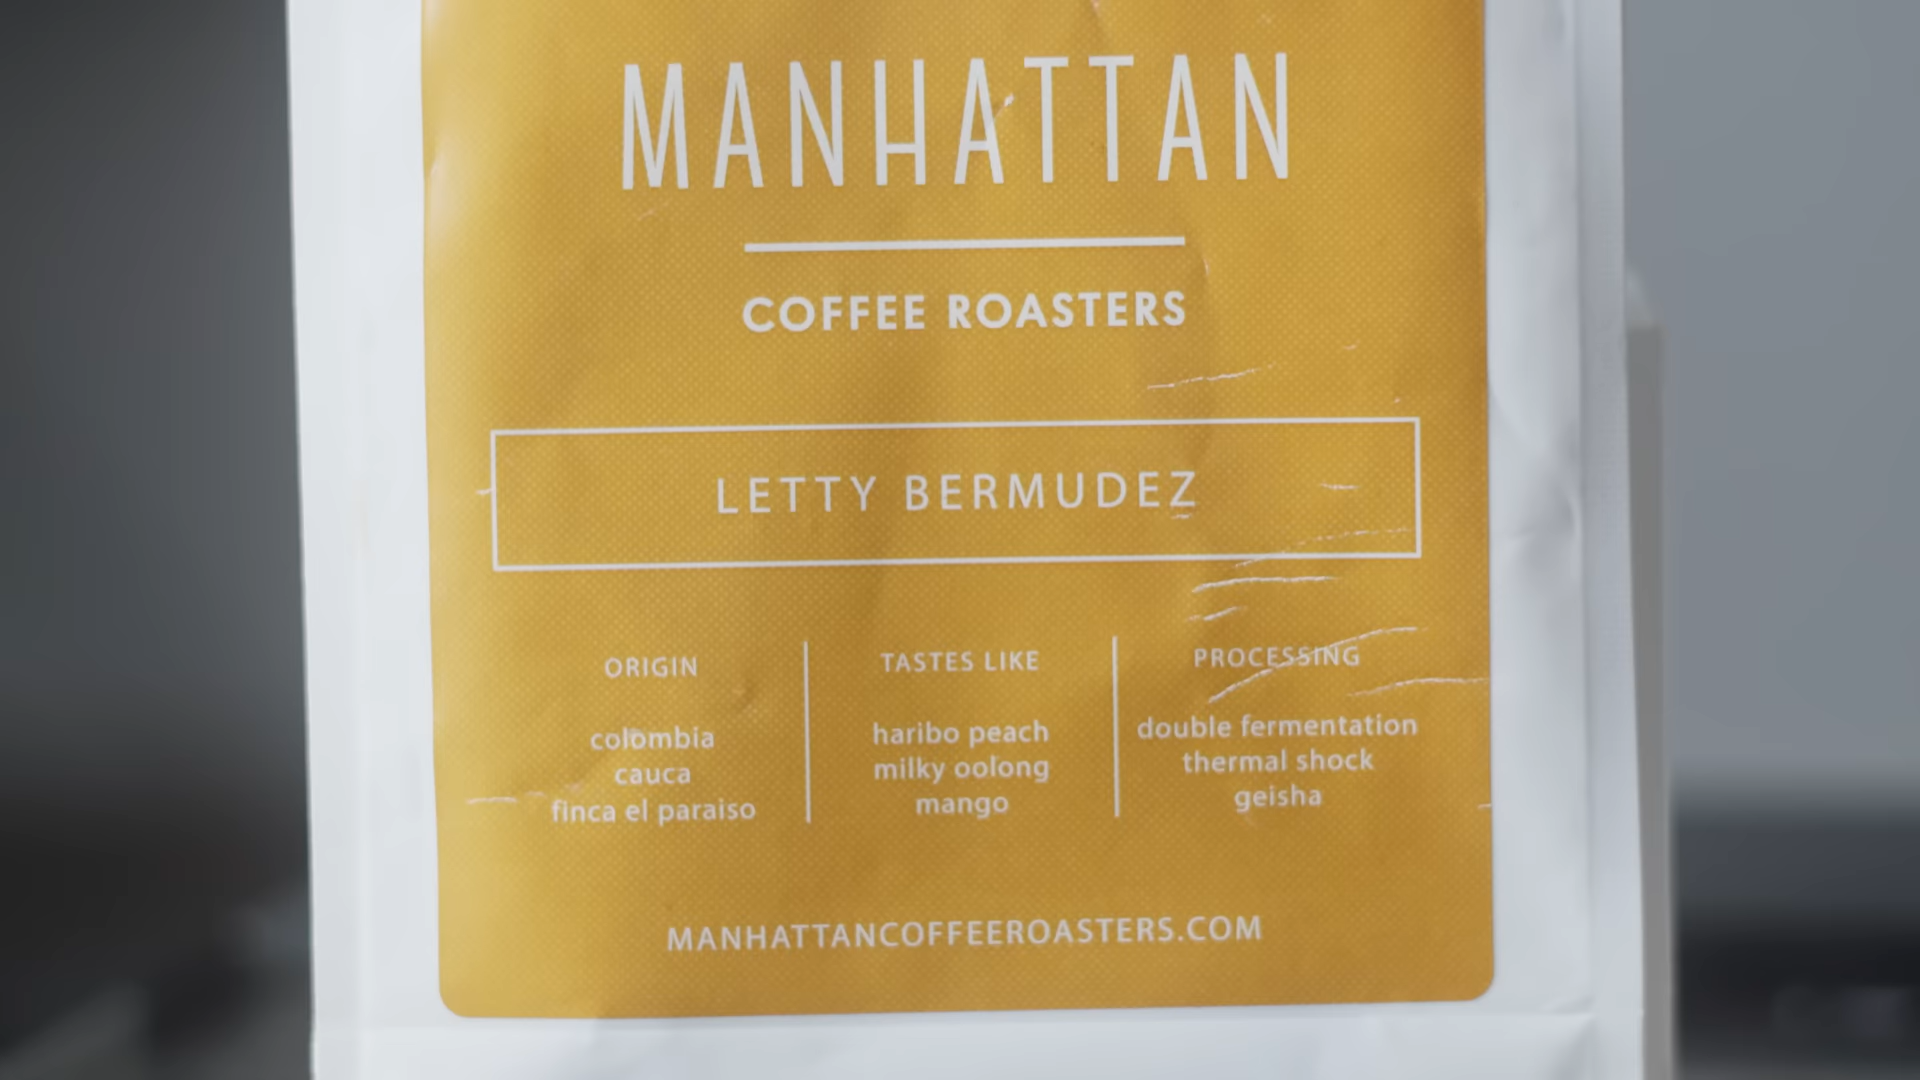 MANHATTAN
COFFEE ROASTERS
LETTY BERMUDEZ
ORIGIN
colombia
cauca
finca el paraiso
TASTES LIKE
haribo peach
milky oolong
mango
PROCESSING
double fermentation
thermal shock
geisha
MANHATTANCOFFEEROASTERS.COM